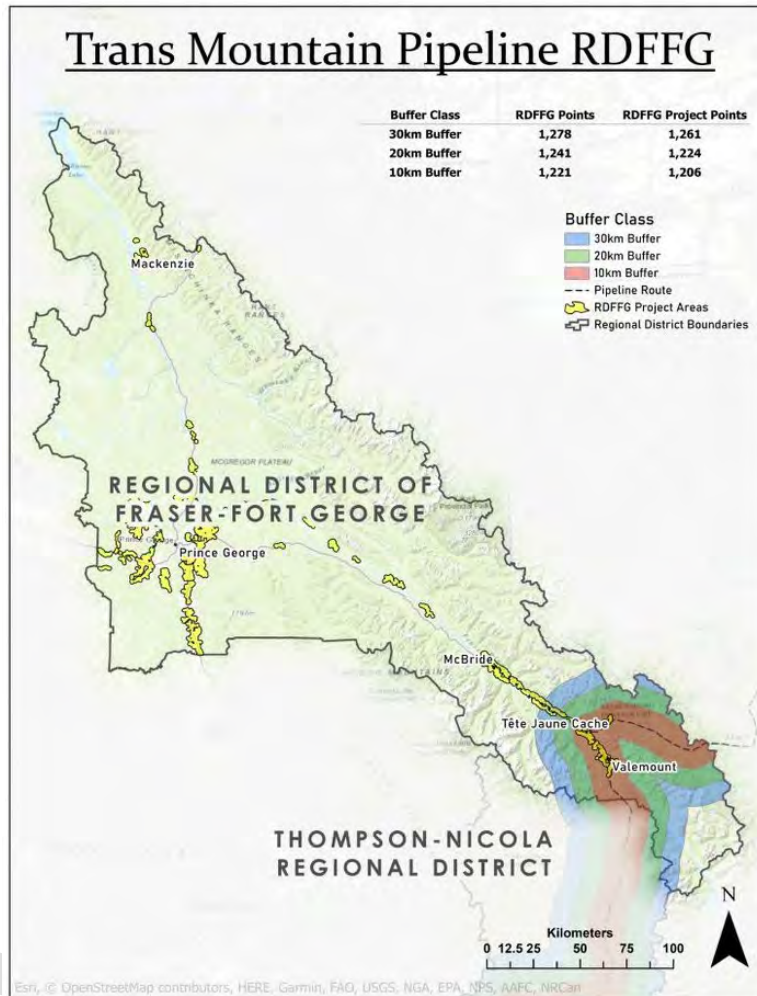 Trans Mountain Pipeline RDFFG
Buffer Class RDFFG Points RDFFG Project Points
30km Buffer 1,278 1,261
20km Buffer 1,241 1,224
10km Buffer 1,221 1,206
Buffer Class
30km Buffer
20km Buffer
10km Buffer
Pipeline Route
RDFFG Project Areas
Regional District Boundaries
Mackenzie
MCGREGOR PLATEAU
REGIONAL DISTRICT OF
FRASER-FORT GEORGE
Prince George
Prince George
McBride
Tête Jaune Cache
Valemount
THOMPSON-NICOLA
REGIONAL DISTRICT
N
Kilometers
0 12.5 25 50 75 100
Esri, © OpenStreetMap contributors, HERE, Garmin, FAO, USGS, NGA, EPA, NPS, AAFC, NRCan